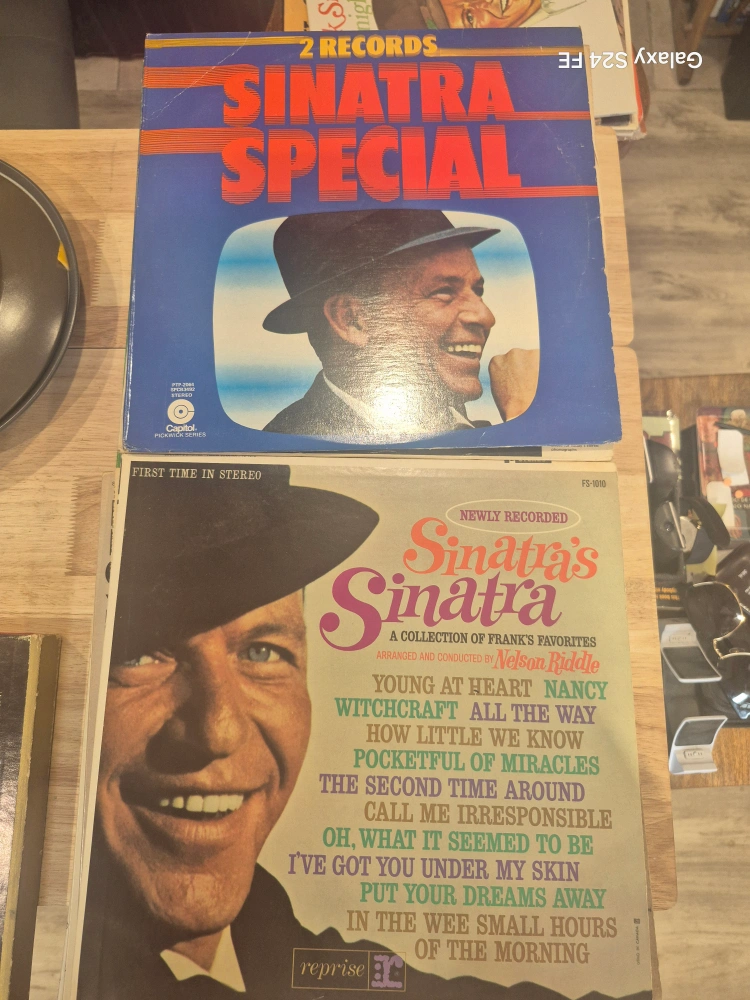 Galaxy S24 FE
2 RECORDS
SINATRA
SPECIAL
PTP-2064
SPCB3492
STEREO
Capitol
PICKWICK SERIES
FIRST TIME IN STEREO
FS-1010
NEWLY RECORDED
Sinatra's
Sinatra
A COLLECTION OF FRANK'S FAVORITES
ARRANGED AND CONDUCTED BY Nelson Riddle
YOUNG AT HEART NANCY
WITCHCRAFT ALL THE WAY
HOW LITTLE WE KNOW
POCKETFUL OF MIRACLES
THE SECOND TIME AROUND
CALL ME IRRESPONSIBLE
OH, WHAT IT SEEMED TO BE
I'VE GOT YOU UNDER MY SKIN
PUT YOUR DREAMS AWAY
IN THE WEE SMALL HOURS
OF THE MORNING
reprise r